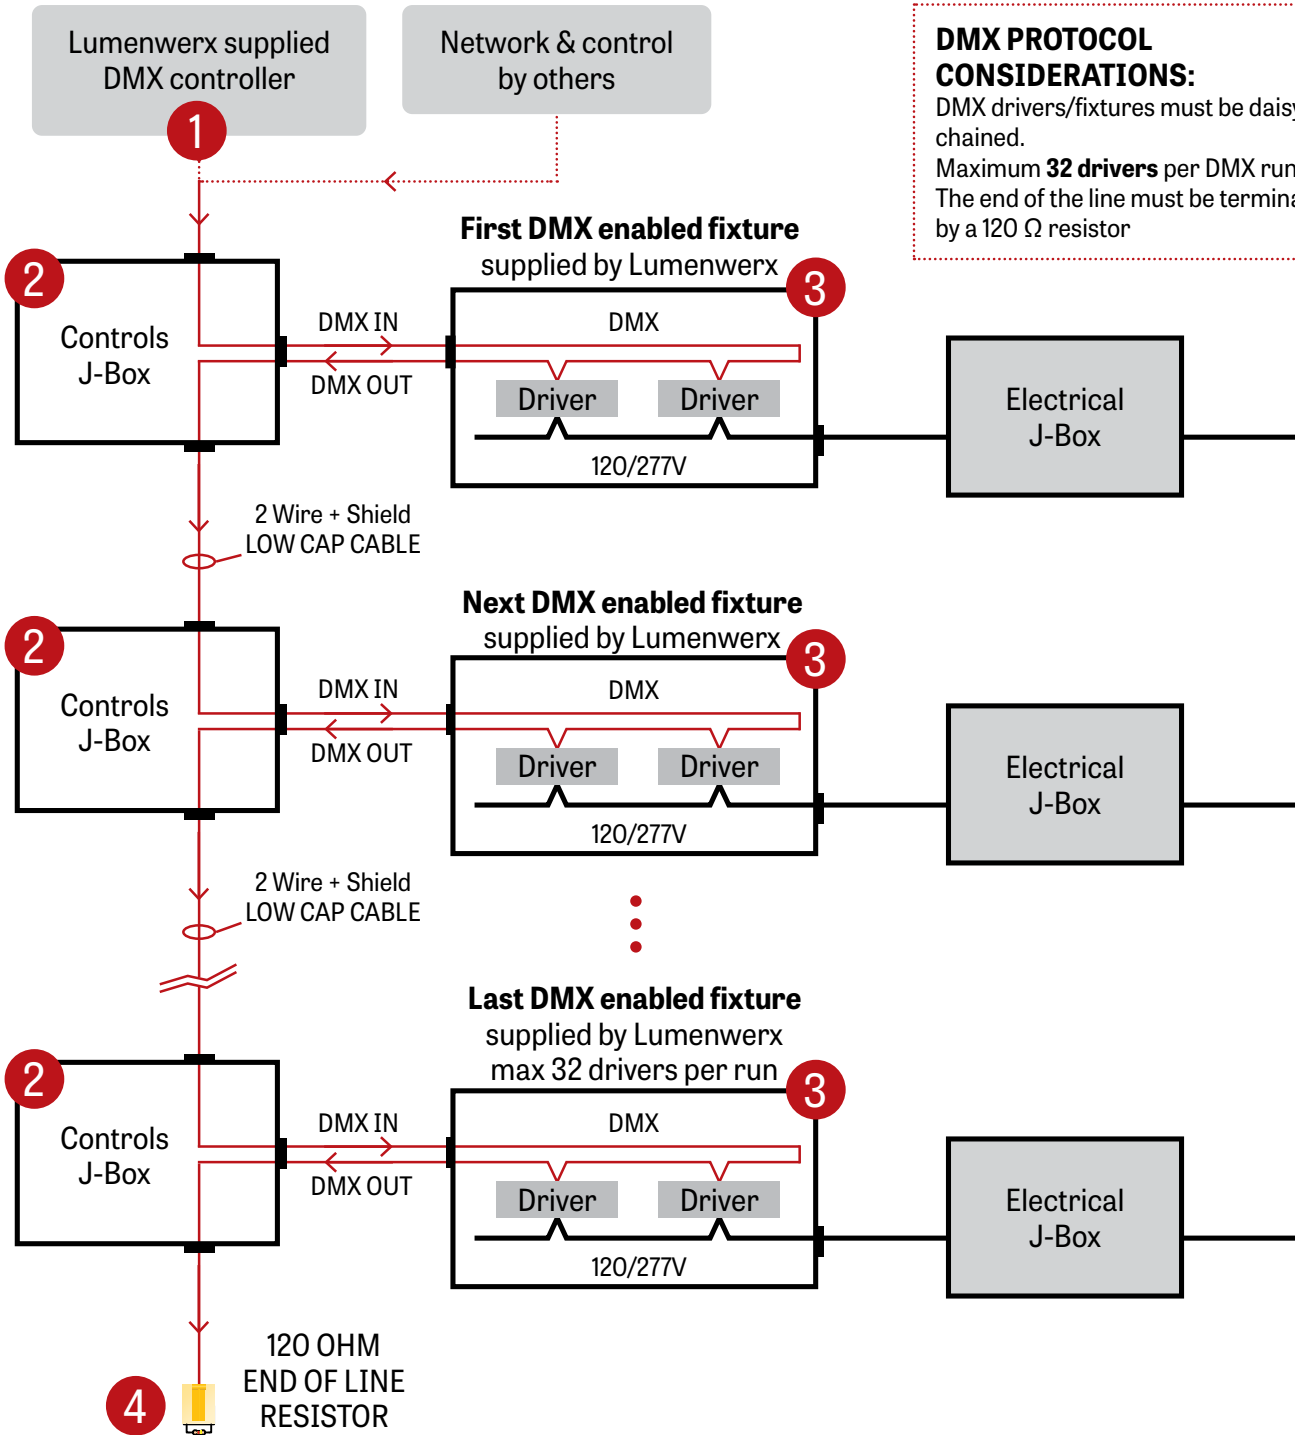 Lumenwerx supplied
DMX controller
1
Network & control
by others
DMX PROTOCOL
CONSIDERATIONS:
DMX drivers/fixtures must be daisy
chained.
Maximum 32 drivers per DMX run
The end of the line must be termina
by a 120 Ω resistor
First DMX enabled fixture
supplied by Lumenwerx
2
Controls
J-Box
DMX IN
DMX OUT
3
DMX
Driver
Driver
120/277V
Electrical
J-Box
2 Wire + Shield
LOW CAP CABLE
Next DMX enabled fixture
supplied by Lumenwerx
2
Controls
J-Box
DMX IN
DMX OUT
3
DMX
Driver
Driver
120/277V
Electrical
J-Box
2 Wire + Shield
LOW CAP CABLE
Last DMX enabled fixture
supplied by Lumenwerx
max 32 drivers per run
2
Controls
J-Box
DMX IN
DMX OUT
3
DMX
Driver
Driver
120/277V
Electrical
J-Box
4
120 OHM
END OF LINE
RESISTOR